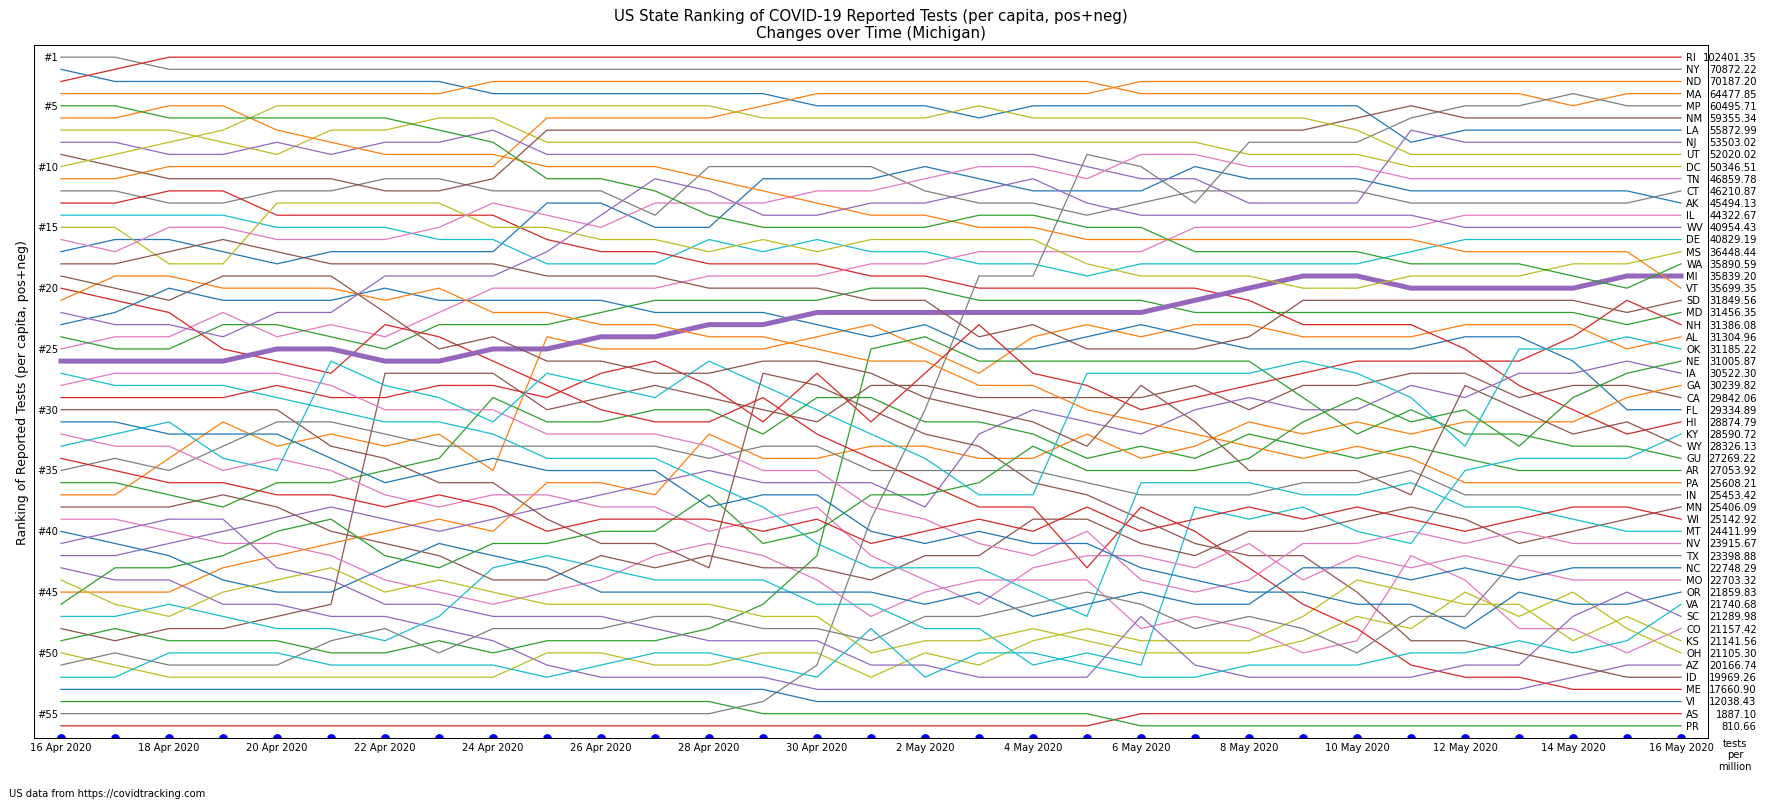 US State Ranking of COVID-19 Reported Tests (per capita, pos+neg)
Changes over Time (Michigan)
Ranking of Reported Tests (per capita, pos+neg)
#1
#5
#10
#15
#20
#25
#30
#35
#40
#45
#50
#55
RI 102401.35
NY 70872.22
ND 70187.20
MA 64477.85
MP 60495.71
NM 59355.34
LA 55872.99
NJ 53503.02
UT 52020.02
DC 50346.51
TN 46859.78
CT 46210.87
AK 45494.13
IL 44322.67
WV 40954.43
DE 40829.19
MS 36448.44
WA 35890.59
MI 35839.20
VT 35699.35
SD 31849.56
MD 31456.35
NH 31386.08
AL 31304.96
OK 31185.22
NE 31005.87
IA 30522.30
GA 30239.82
CA 29842.06
FL 29334.89
HI 28874.79
KY 28590.72
WY 28326.13
GU 27269.22
AR 27053.92
PA 25608.21
IN 25453.42
MN 25406.09
WI 25142.92
MT 24411.99
NV 23915.67
TX 23398.88
NC 22748.29
MO 22703.32
OR 21859.83
VA 21740.68
SC 21289.98
CO 21157.42
KS 21141.56
OH 21105.30
AZ 20166.74
ID 19969.26
ME 17660.90
VI 12038.43
AS 1887.10
PR 810.66
16 Apr 2020 18 Apr 2020 20 Apr 2020 22 Apr 2020 24 Apr 2020 26 Apr 2020 28 Apr 2020 30 Apr 2020 2 May 2020 4 May 2020 6 May 2020 8 May 2020 10 May 2020 12 May 2020 14 May 2020 16 May 2020
tests
per
million
US data from https://covidtracking.com